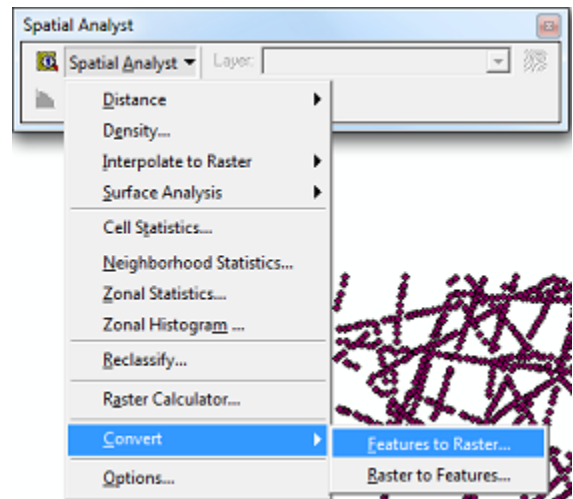 Spatial Analyst
Spatial Analyst Layer:
Distance
Density...
Interpolate to Raster
Surface Analysis
Cell Statistics...
Neighborhood Statistics...
Zonal Statistics...
Zonal Histogram ...
Reclassify...
Raster Calculator...
Convert
Features to Raster...
Options...
Raster to Features...